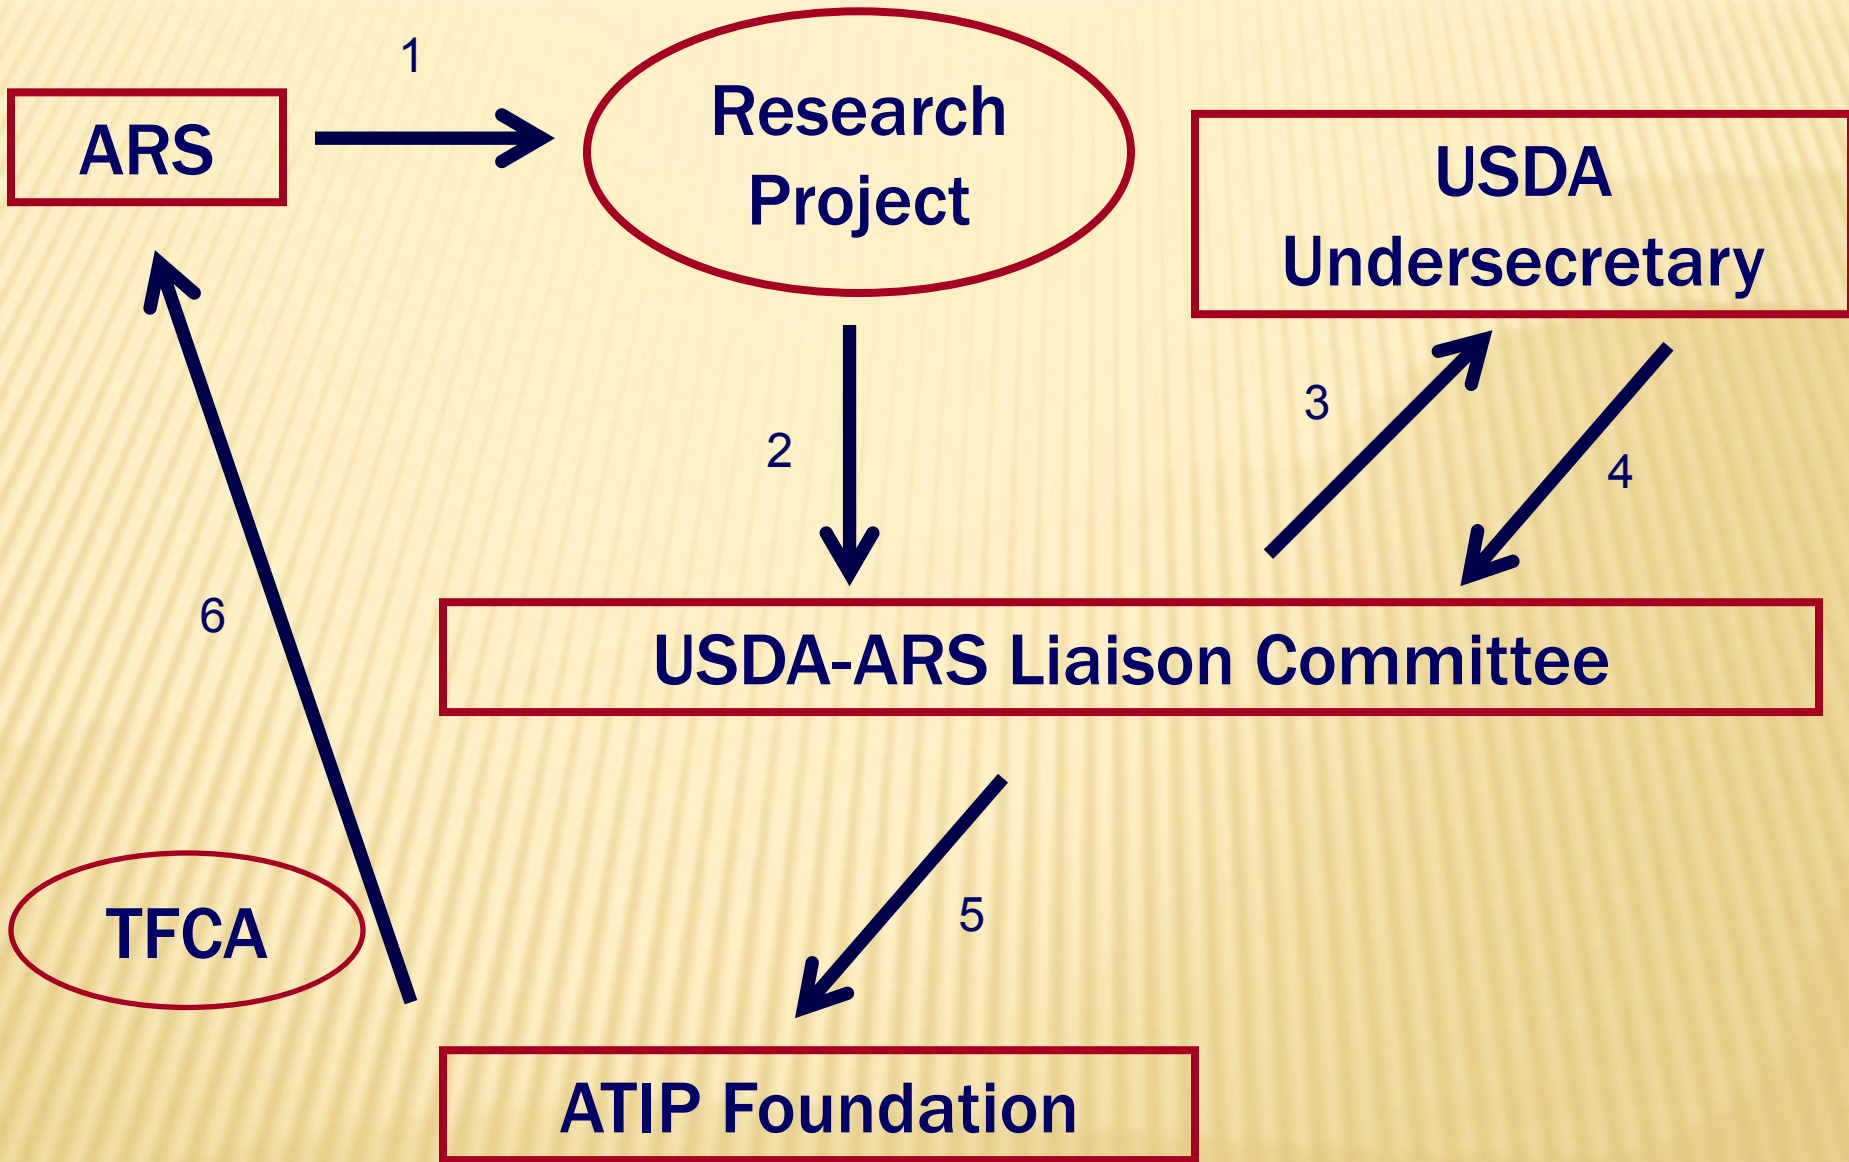 1
ARS
Research
Project
USDA
Undersecretary
3
2
4
6
USDA-ARS Liaison Committee
5
TFCA
ATIP Foundation